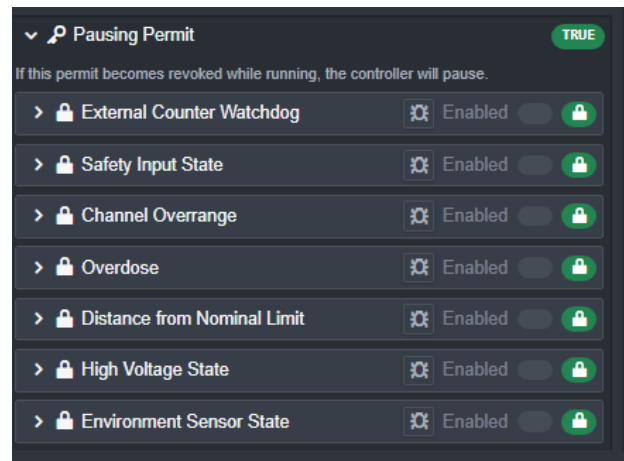 Pausing Permit TRUE
If this permit becomes revoked while running, the controller will pause.
External Counter Watchdog Enabled
Safety Input State Enabled
Channel Overrange Enabled
Overdose Enabled
Distance from Nominal Limit Enabled
High Voltage State Enabled
Environment Sensor State Enabled